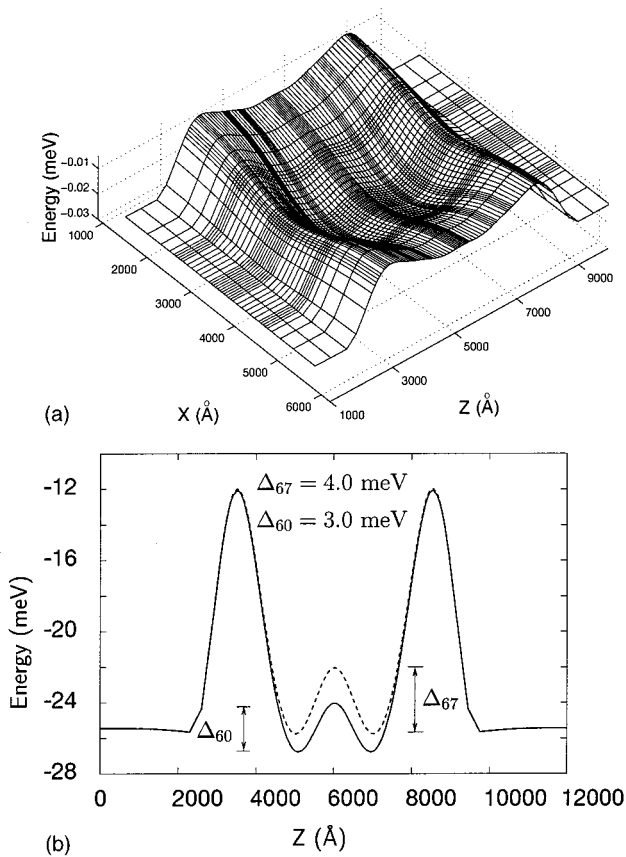 Energy (meV)
−0.01
−0.02
−0.03
1000
2000
3000
4000
5000
6000
1000
3000
5000
7000
9000
(a)
X (Å)
Z (Å)
Δ67 = 4.0 meV
Δ60 = 3.0 meV
Energy (meV)
-12
-16
-20
-24
-28
Δ60
Δ67
0
2000
4000
6000
8000
10000
12000
(b)
Z (Å)